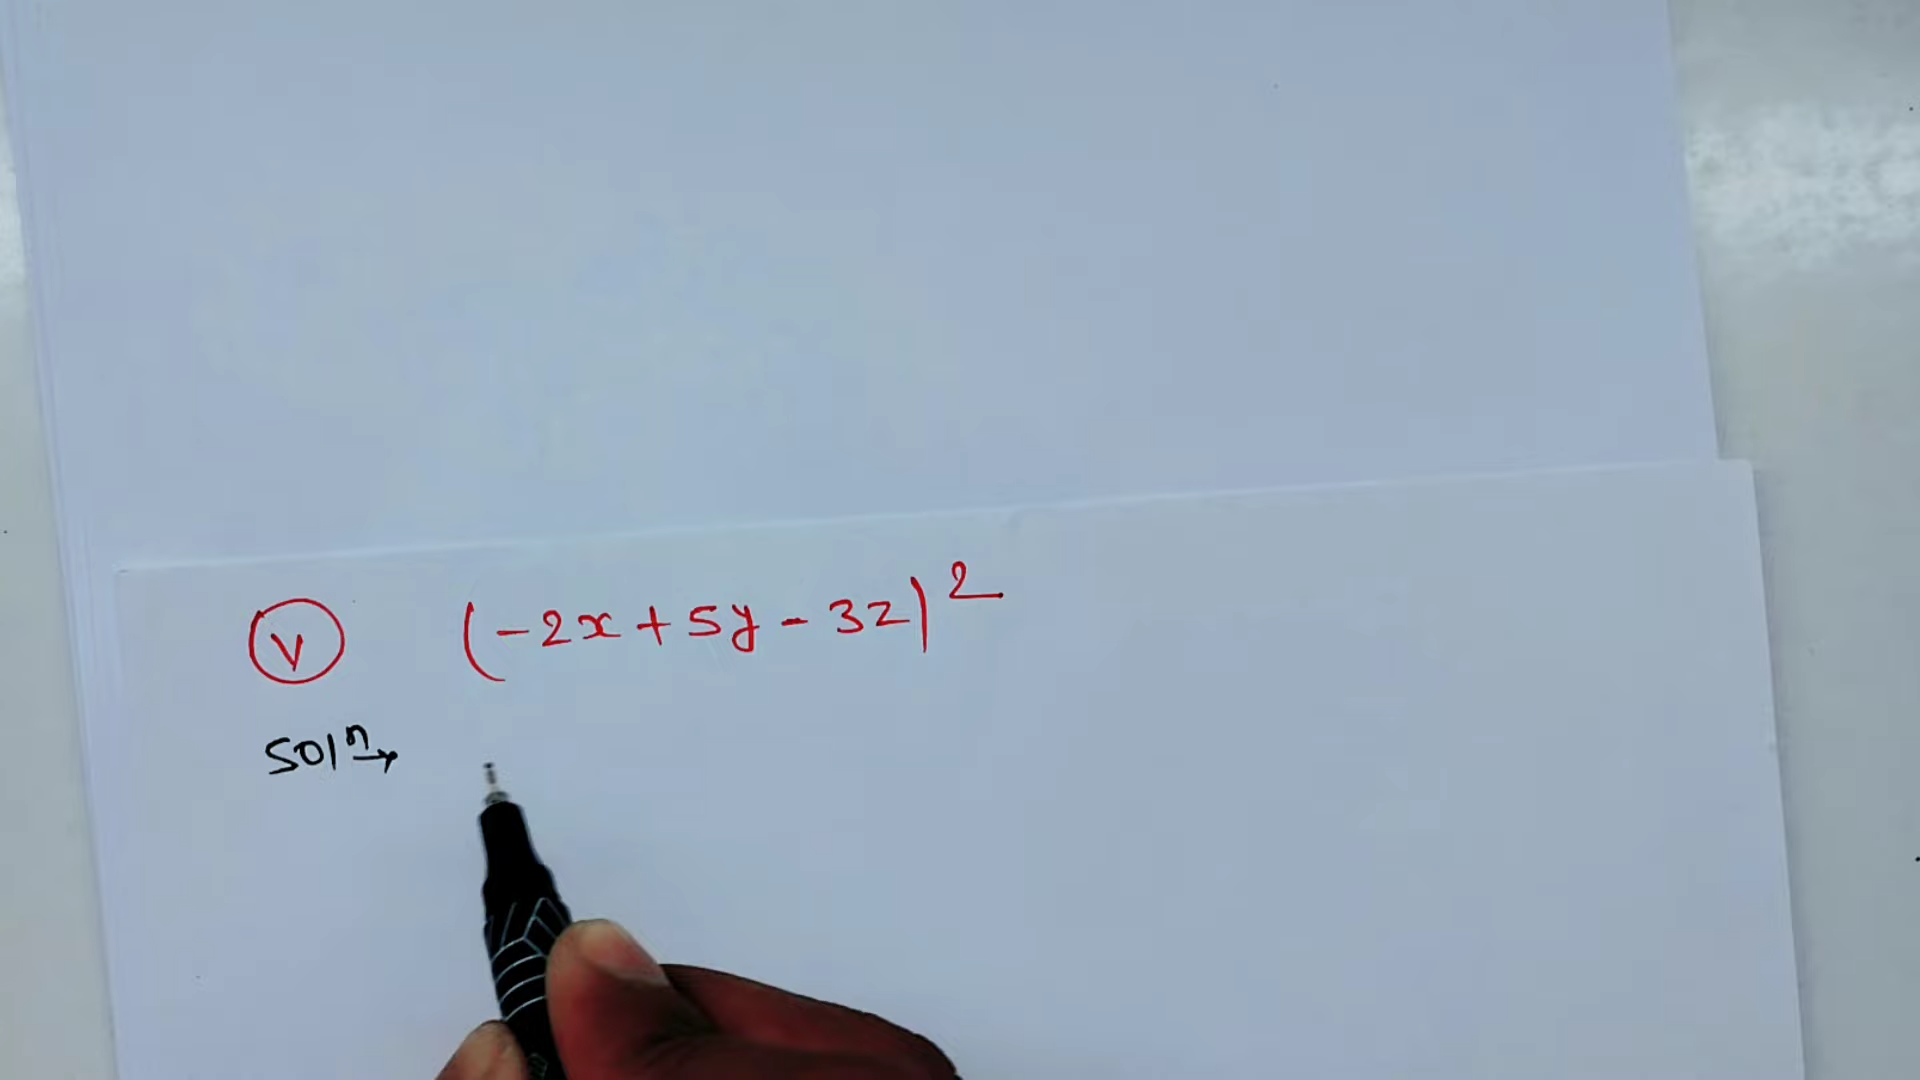 (v) (-2x + 5y - 3z)²
Solⁿ→